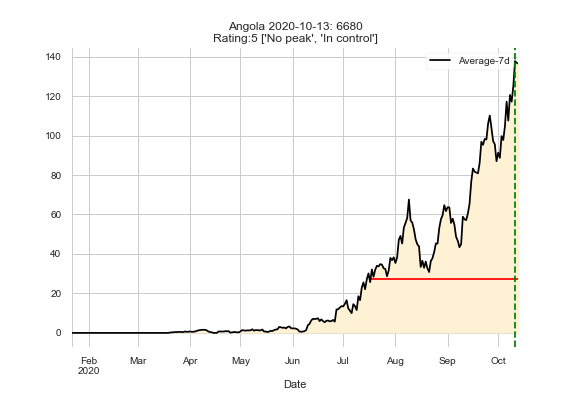 Angola 2020-10-13: 6680
Rating:5 ['No peak', 'In control']
Average-7d
140
120
100
80
60
40
20
0
Feb
2020
Mar
Apr
May
Jun
Jul
Aug
Sep
Oct
Date